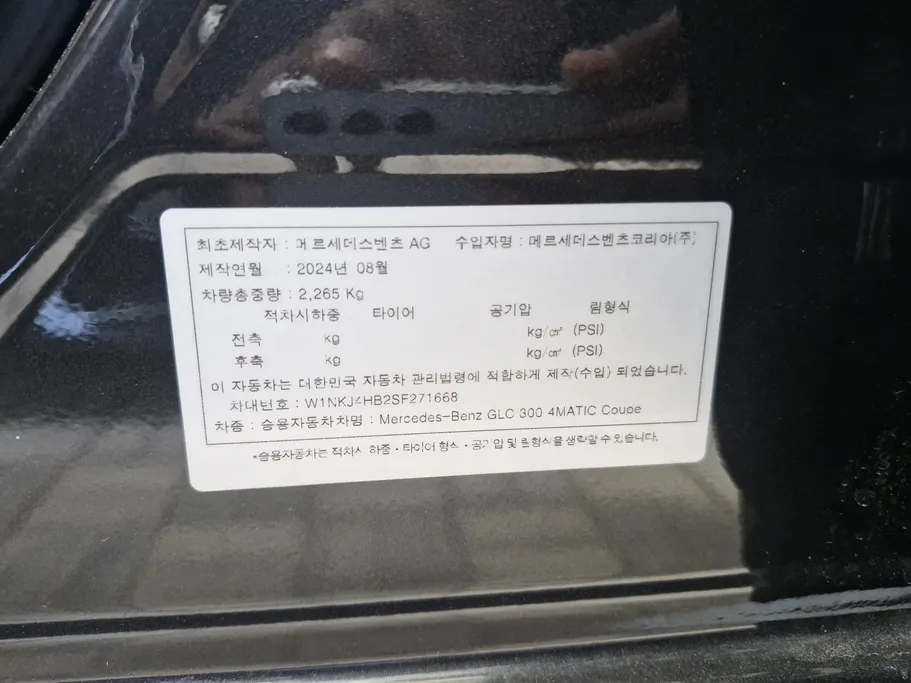 최초제작자 : 메르세데스벤츠 AG 수입자명 : 메르세데스벤츠코리아(주)
제작연월 : 2024년 08월
차량총중량 : 2,265 Kg
적차시하중 타이어 공기압 림형식
전측 kg kg/㎠ (PSI)
후측 kg kg/㎠ (PSI)
이 자동차는 대한민국 자동차 관리법령에 적합하게 제작(수입) 되었습니다.
차대번호 : W1NKJ4HB2SF271668
차종 : 승용자동차차명 : Mercedes-Benz GLC 300 4MATIC Coupe
*승용자동차는 적차시 하중·타이어 형식·공기압 및 림형식을 생략할 수 있습니다.